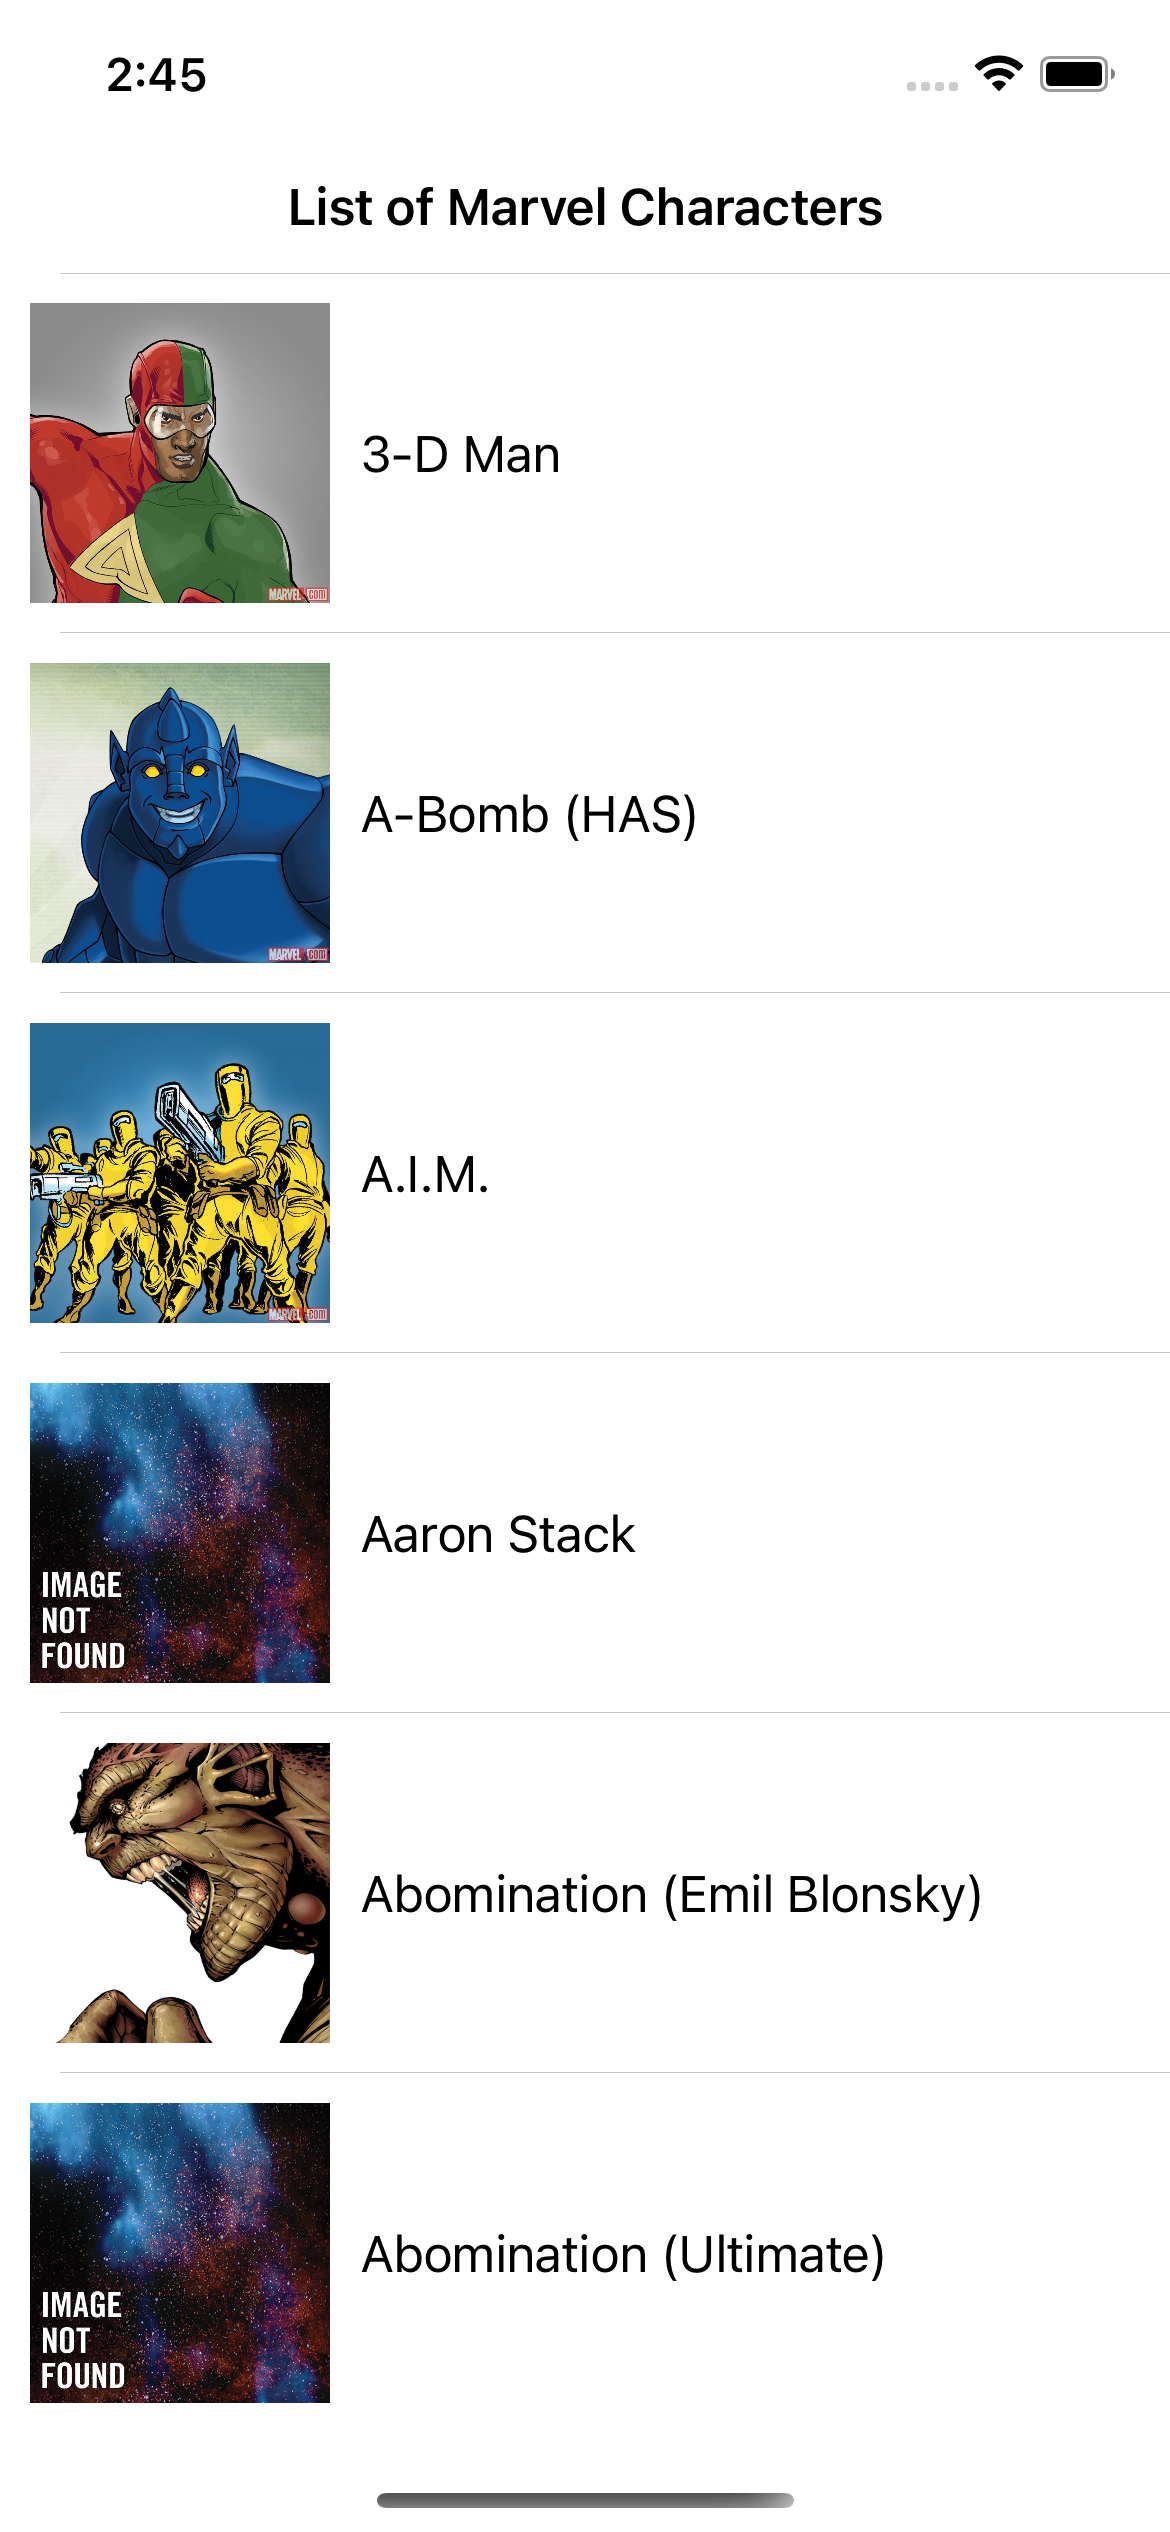 2:45
List of Marvel Characters
3-D Man
MARVEL.COM
A-Bomb (HAS)
MARVEL.COM
A.I.M.
MARVEL.COM
Aaron Stack
IMAGE
NOT
FOUND
Abomination (Emil Blonsky)
Abomination (Ultimate)
IMAGE
NOT
FOUND